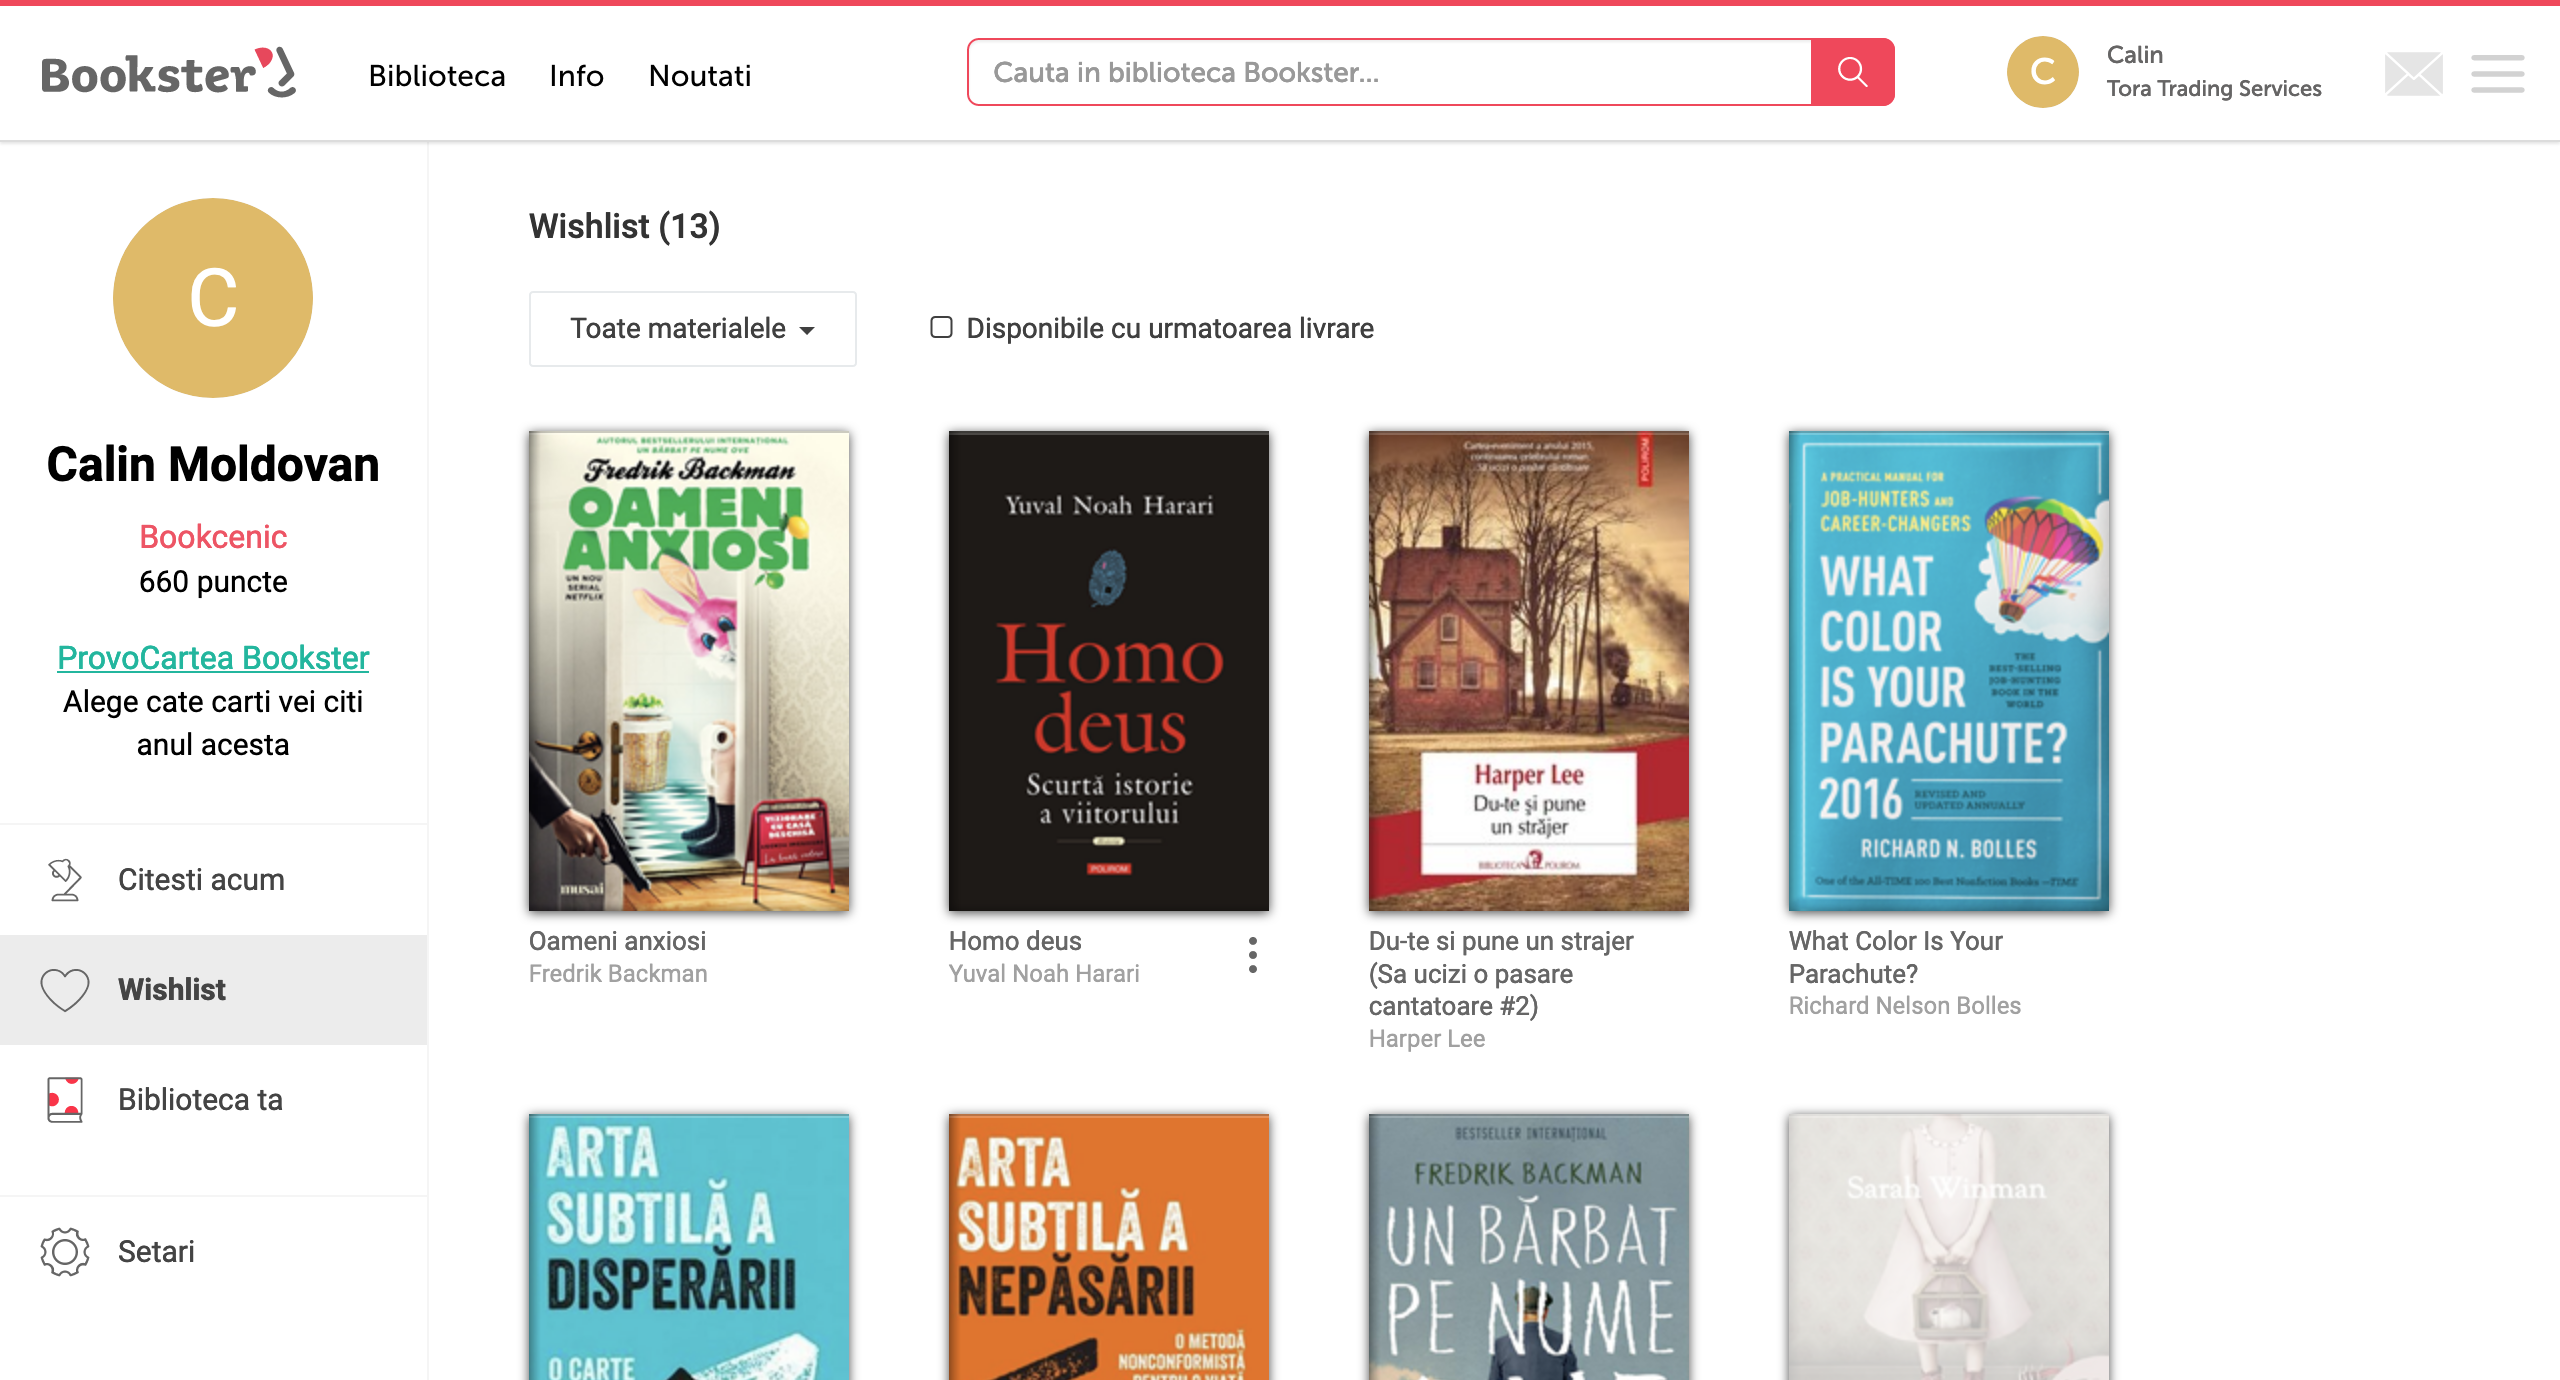 Bookster
Biblioteca
Info
Noutati
Cauta in biblioteca Bookster...
C
Calin
Tora Trading Services
C
Calin Moldovan
Bookcenic
660 puncte
ProvoCartea Bookster
Alege cate carti vei citi
anul acesta
Citesti acum
Wishlist
Biblioteca ta
Setari
Wishlist (13)
Toate materialele
Disponibile cu urmatoarea livrare
AUTORUL BESTSELLERULUI INTERNAȚIONAL
UN BĂRBAT PE NUME OVE
Fredrik Backman
OAMENI
ANXIOȘI
UN NOU
SERIAL
NETFLIX
VIZIONARE
CU CASĂ
DESCHISĂ
musai
Oameni anxiosi
Fredrik Backman
Yuval Noah Harari
Homo
deus
Scurtă istorie
a viitorului
POLIROM
Homo deus
Yuval Noah Harari
Cartea-eveniment a anului 2015,
continuarea celebrului roman
Să ucizi o pasăre cântătoare
POLIROM
Harper Lee
Du-te și pune
un străjer
BIBLIOTECA POLIROM
Du-te si pune un strajer
(Sa ucizi o pasare
cantatoare #2)
Harper Lee
A PRACTICAL MANUAL FOR
JOB-HUNTERS AND
CAREER-CHANGERS
WHAT
COLOR
IS YOUR
PARACHUTE?
2016
THE
BEST-SELLING
JOB-HUNTING
BOOK IN THE
WORLD
REVISED AND
UPDATED ANNUALLY
RICHARD N. BOLLES
One of the All-TIME 100 Best Nonfiction Books —TIME
What Color Is Your
Parachute?
Richard Nelson Bolles
ARTA
SUBTILĂ A
DISPERĂRII
O CARTE
ARTA
SUBTILĂ A
NEPĂSĂRII
O METODĂ
NONCONFORMISTĂ
PENTRU O VIAȚĂ
BESTSELLER INTERNAȚIONAL
FREDRIK BACKMAN
UN BĂRBAT
PE NUME
Sarah Winman